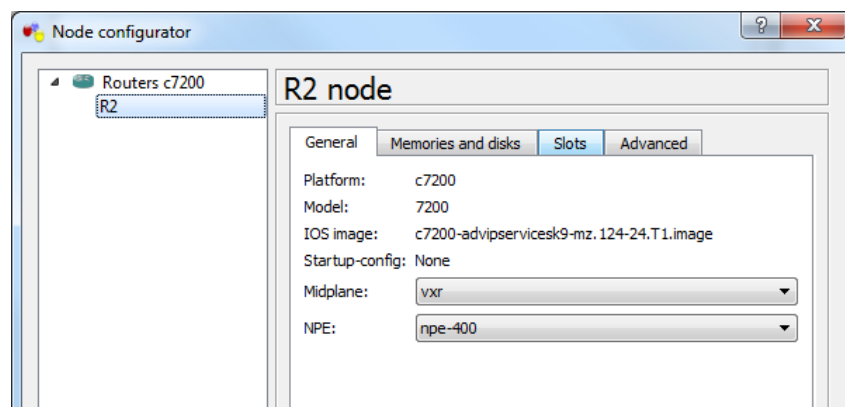 Node configurator
Routers c7200
R2
R2 node
General Memories and disks Slots Advanced
Platform: c7200
Model: 7200
IOS image: c7200-advipservicesk9-mz.124-24.T1.image
Startup-config: None
Midplane: vxr
NPE: npe-400